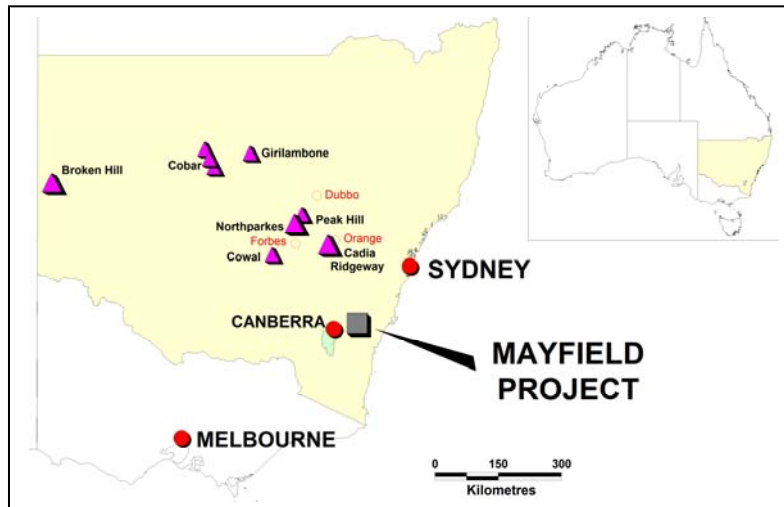 Broken Hill
Cobar
Girilambone
Dubbo
Peak Hill
Northparkes
Forbes
Orange
Cowal
Cadia
Ridgeway
SYDNEY
CANBERRA
MAYFIELD
PROJECT
MELBOURNE
0 150 300
Kilometres